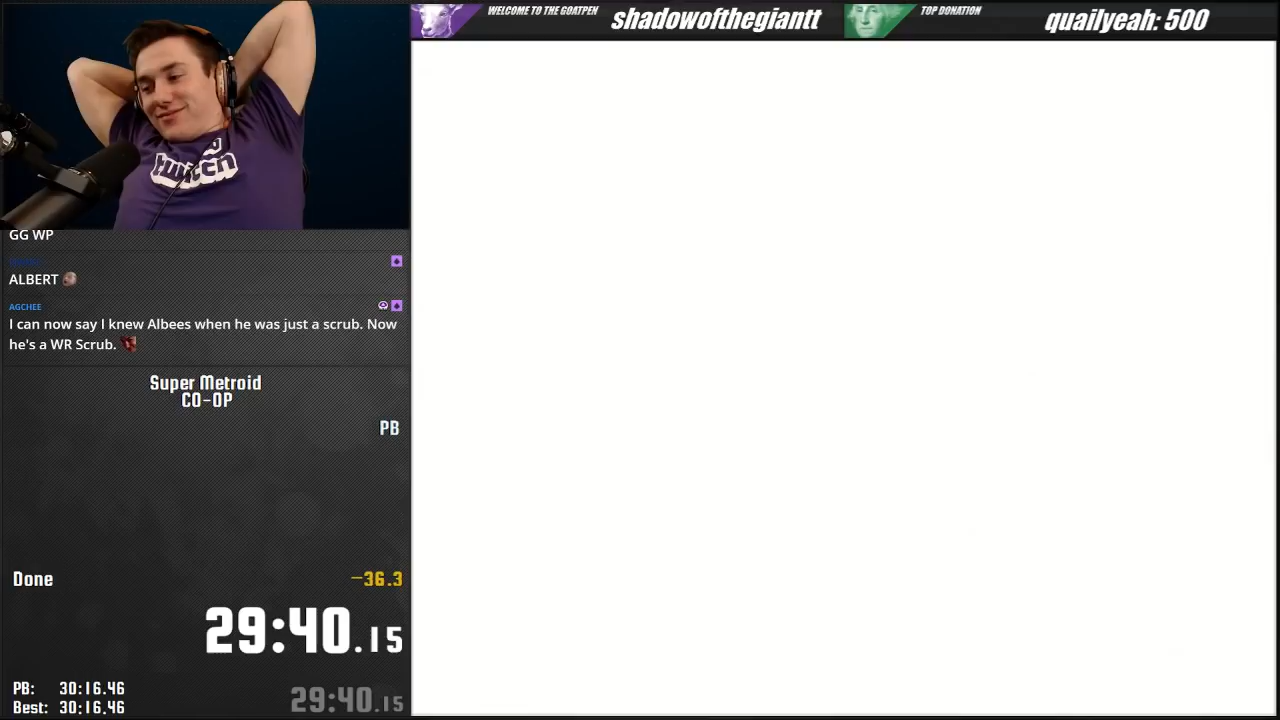 WELCOME TO THE GOATPEN
shadowofthegiantt
TOP DONATION
quailyeah: 500
twitch
GG WP
ALBERT
AGCHEE
I can now say I knew Albees when he was just a scrub. Now
he's a WR Scrub.
Super Metroid
CO-OP
PB
Done -36.3
29:40.15
PB: 30:16.46
Best: 30:16.46
29:40.15